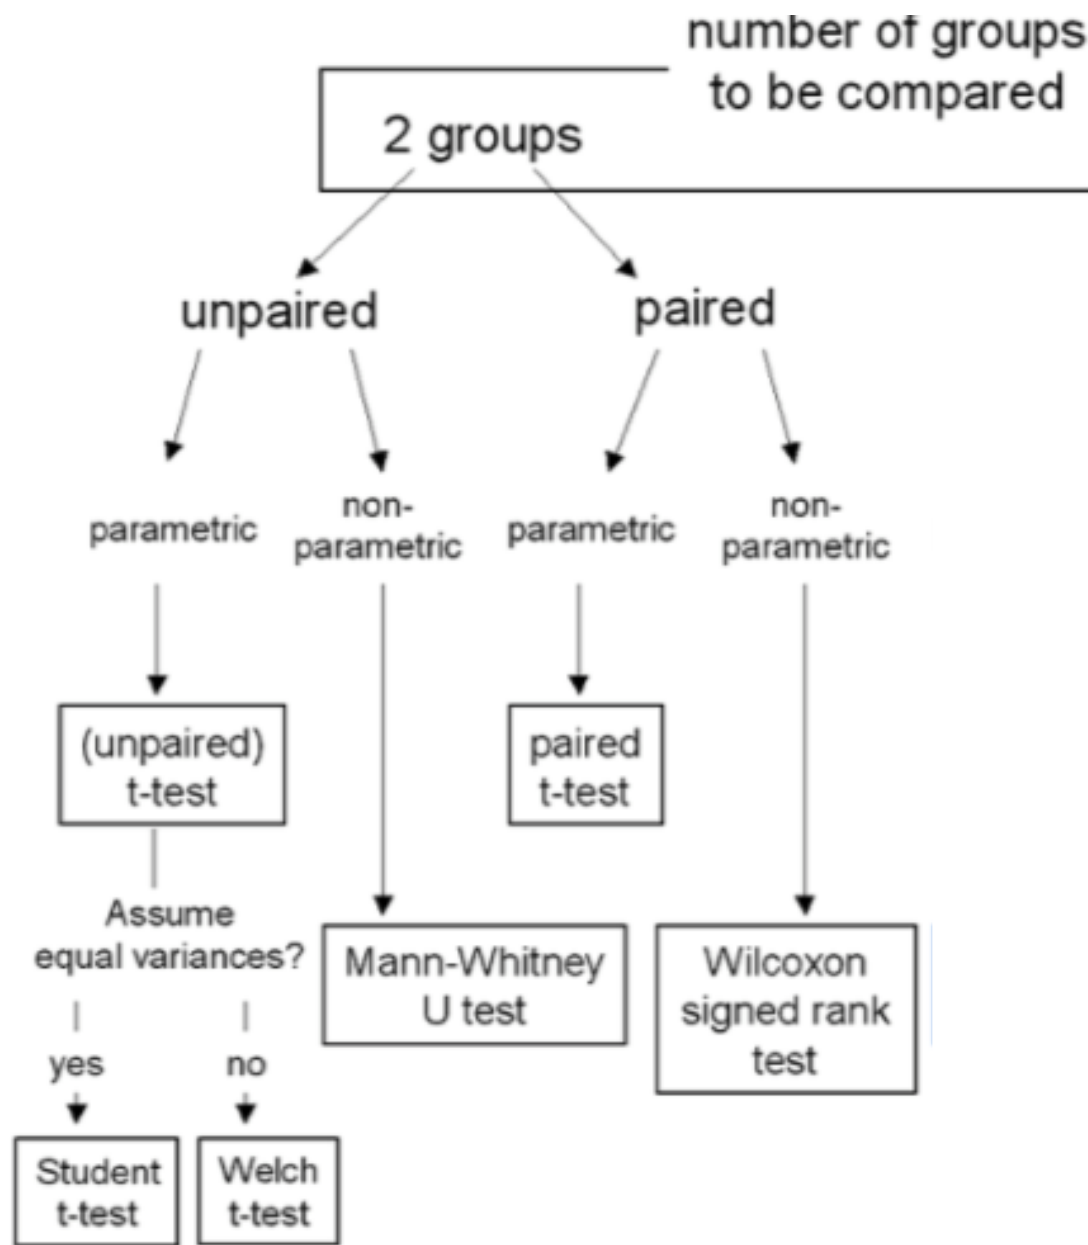 number of groups
to be compared
2 groups
unpaired
paired
parametric
non-
parametric
parametric
non-
parametric
(unpaired)
t-test
paired
t-test
Assume
equal variances?
Mann-Whitney
U test
Wilcoxon
signed rank
test
yes
no
Student
t-test
Welch
t-test